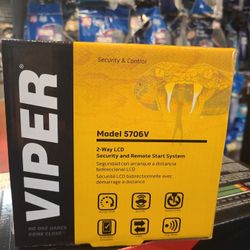 Security & Control
VIPER
NO ONE DARES
COME CLOSE™
Model 5706V
2-Way LCD
Security and Remote Start System
Seguridad con arranque a distancia
bidireccional LCD
Sécurité LCD bidirectionnelle avec
démarrage à distance